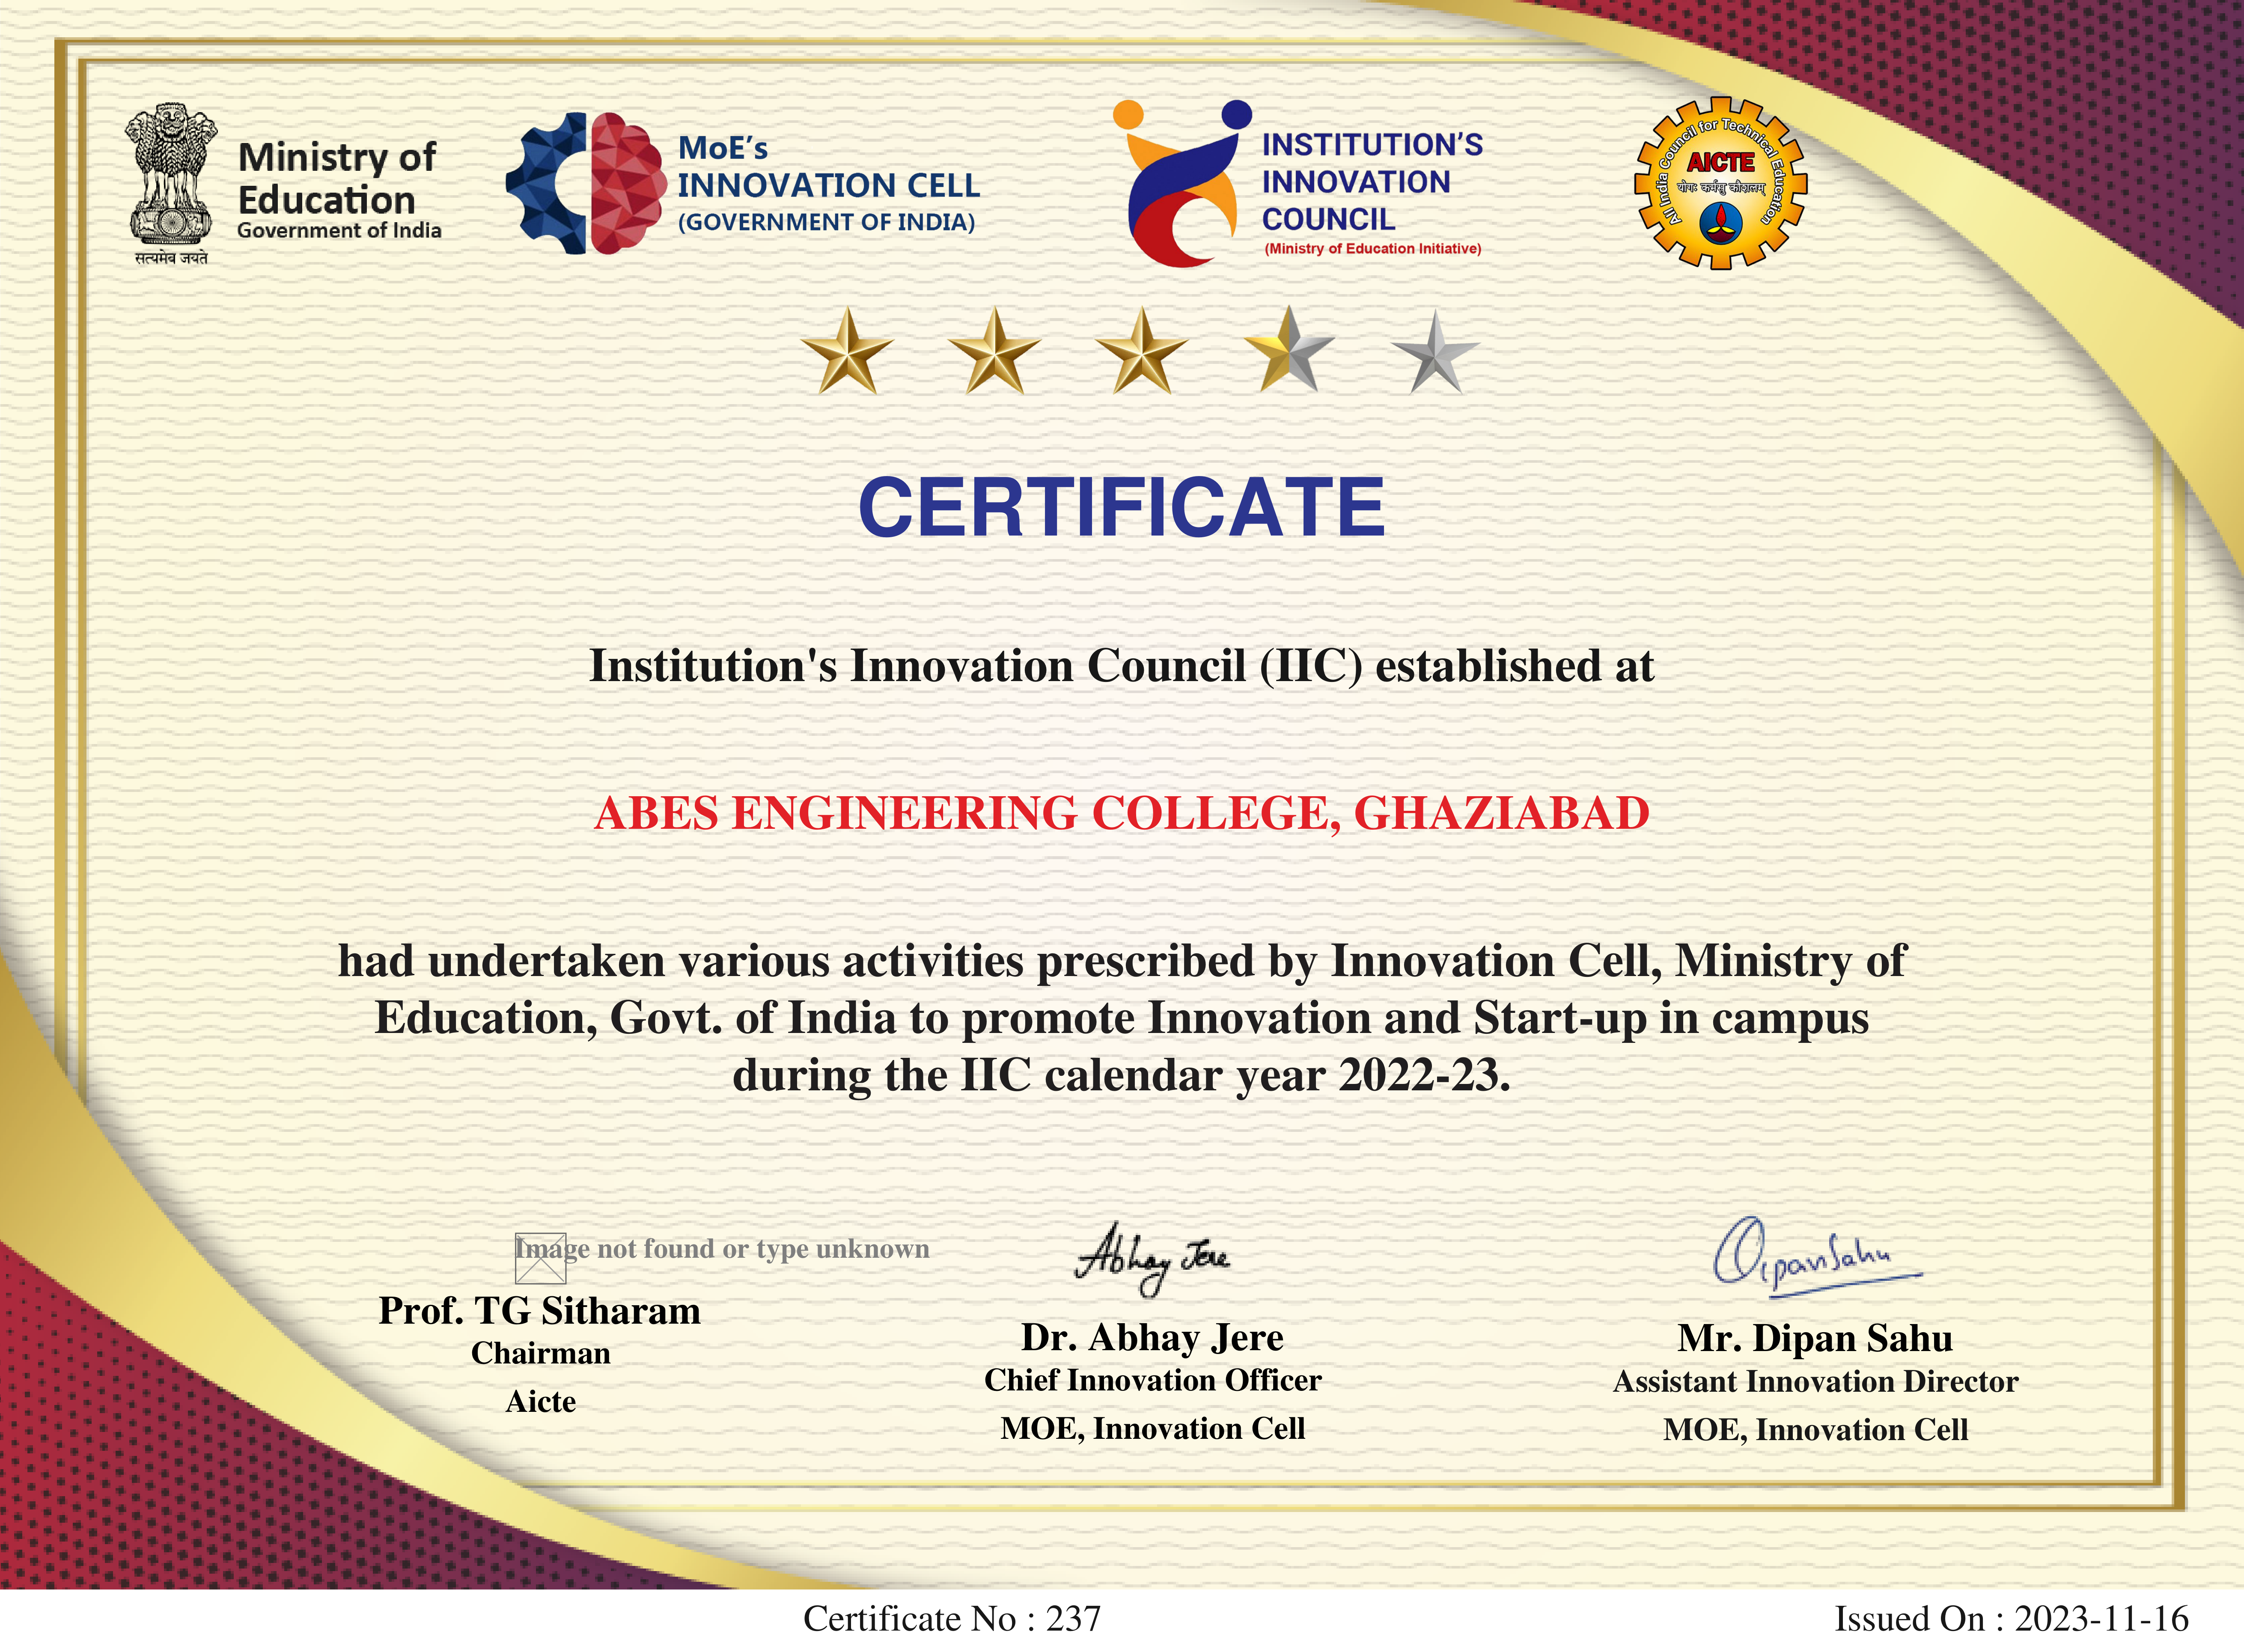 Ministry of
Education
Government of India
सत्यमेव जयते
MoE's
INNOVATION CELL
(GOVERNMENT OF INDIA)
INSTITUTION'S
INNOVATION
COUNCIL
(Ministry of Education Initiative)
All India Council for Technical Education
AICTE
योगः कर्मसु कौशलम्
CERTIFICATE
Institution's Innovation Council (IIC) established at
ABES ENGINEERING COLLEGE, GHAZIABAD
had undertaken various activities prescribed by Innovation Cell, Ministry of
Education, Govt. of India to promote Innovation and Start-up in campus
during the IIC calendar year 2022-23.
Image not found or type unknown
Prof. TG Sitharam
Chairman
Aicte
Abhay Jere
Dr. Abhay Jere
Chief Innovation Officer
MOE, Innovation Cell
Dipan Sahu
Mr. Dipan Sahu
Assistant Innovation Director
MOE, Innovation Cell
Certificate No : 237
Issued On : 2023-11-16